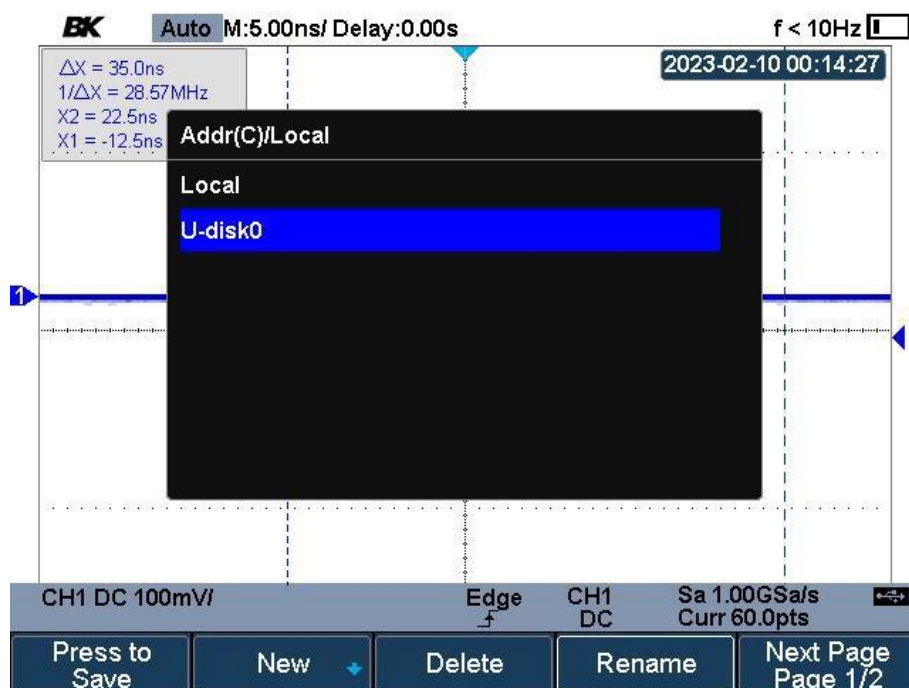 BK Auto M:5.00ns/ Delay:0.00s f < 10Hz
2023-02-10 00:14:27
ΔX = 35.0ns
1/ΔX = 28.57MHz
X2 = 22.5ns
X1 = -12.5ns
Addr(C)/Local
Local
U-disk0
1
CH1 DC 100mV/ Edge CH1 Sa 1.00GSa/s
DC Curr 60.0pts
Press to Save New Delete Rename Next Page
Page 1/2